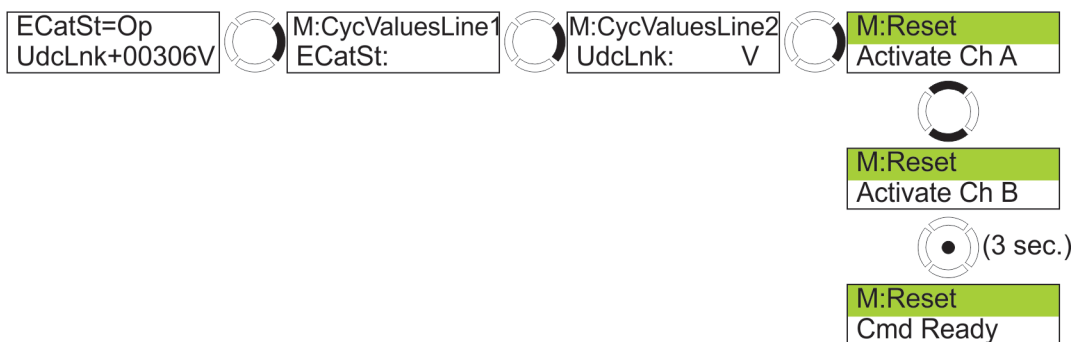 ECatSt=Op
UdcLnk+00306V
M:CycValuesLine1
ECatSt:
M:CycValuesLine2
UdcLnk: V
M:Reset
Activate Ch A
M:Reset
Activate Ch B
(3 sec.)
M:Reset
Cmd Ready